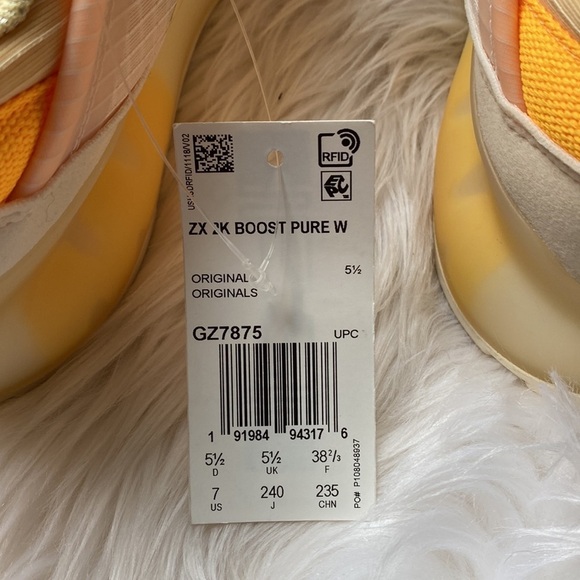 RFID
ZX 2K BOOST PURE W
5½
ORIGINAL
ORIGINALS
GZ7875 UPC
1 91984 94317 6
5½ 5½ 38⅔
D UK F
7 240 235
US J CHN
PO# P108048937